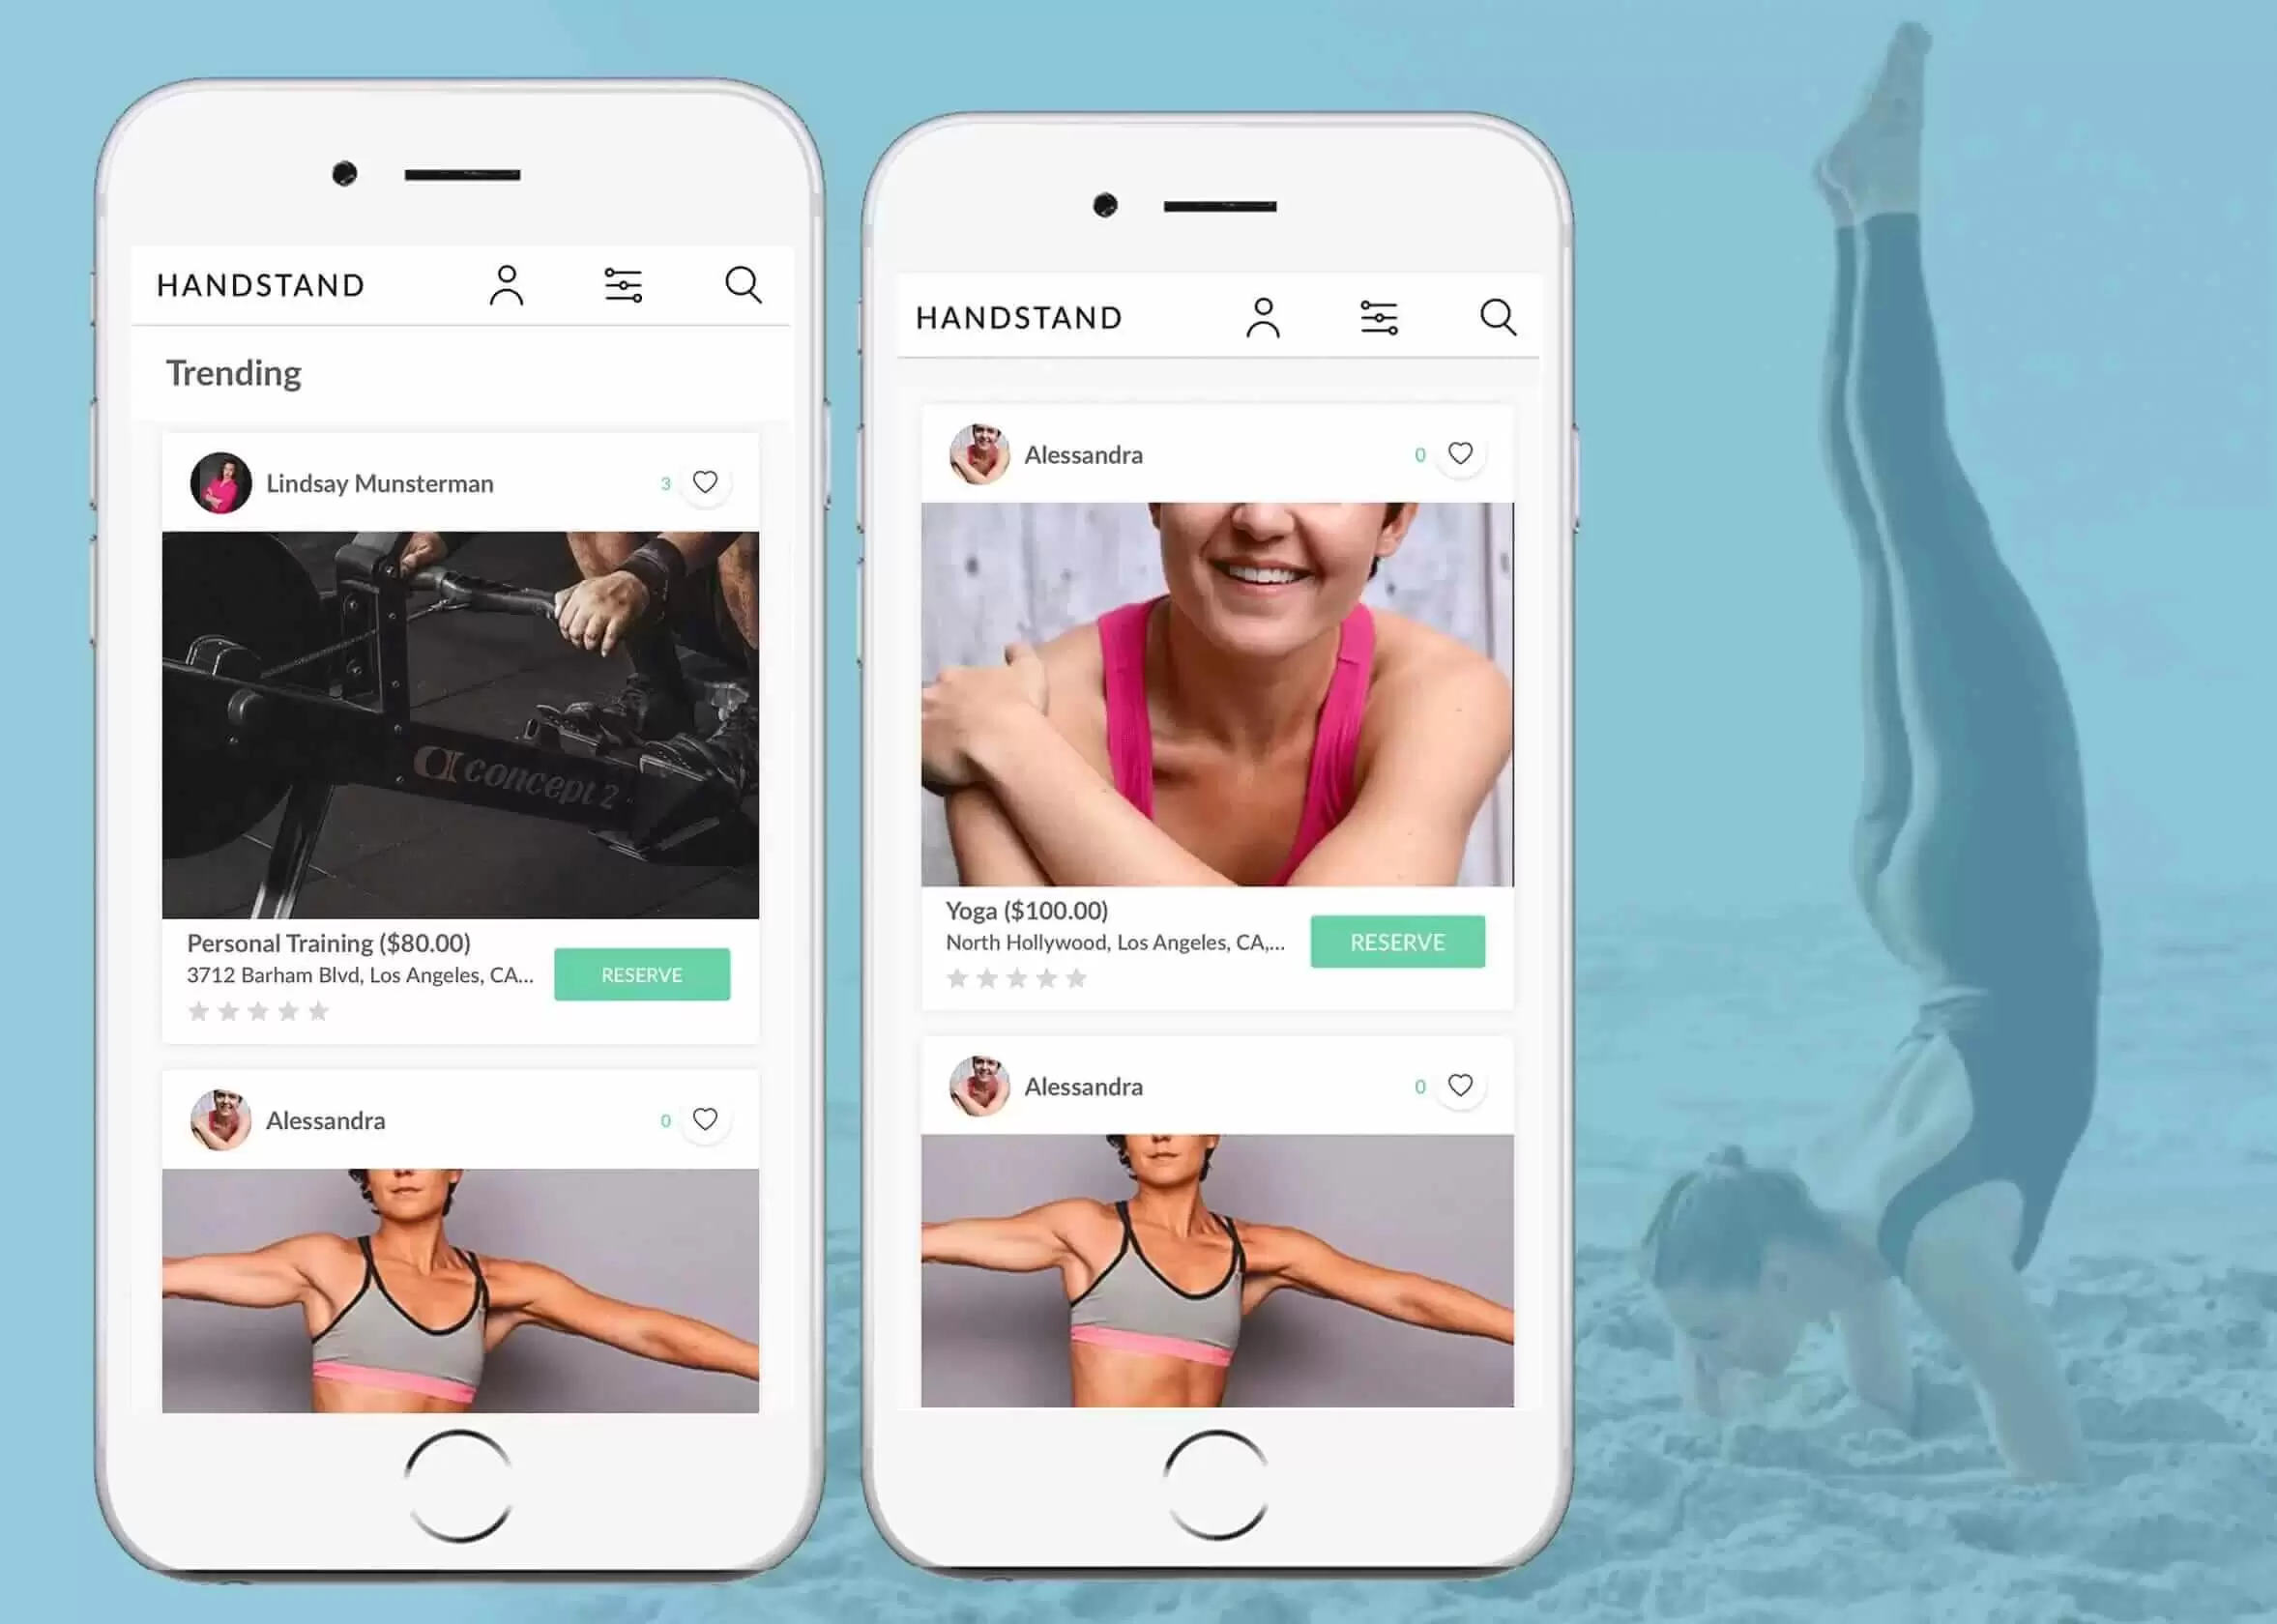 HANDSTAND
Trending
Lindsay Munsterman
3
concept 2
Personal Training ($80.00)
3712 Barham Blvd, Los Angeles, CA...
RESERVE
Alessandra
0
HANDSTAND
Alessandra
0
Yoga ($100.00)
North Hollywood, Los Angeles, CA,...
RESERVE
Alessandra
0